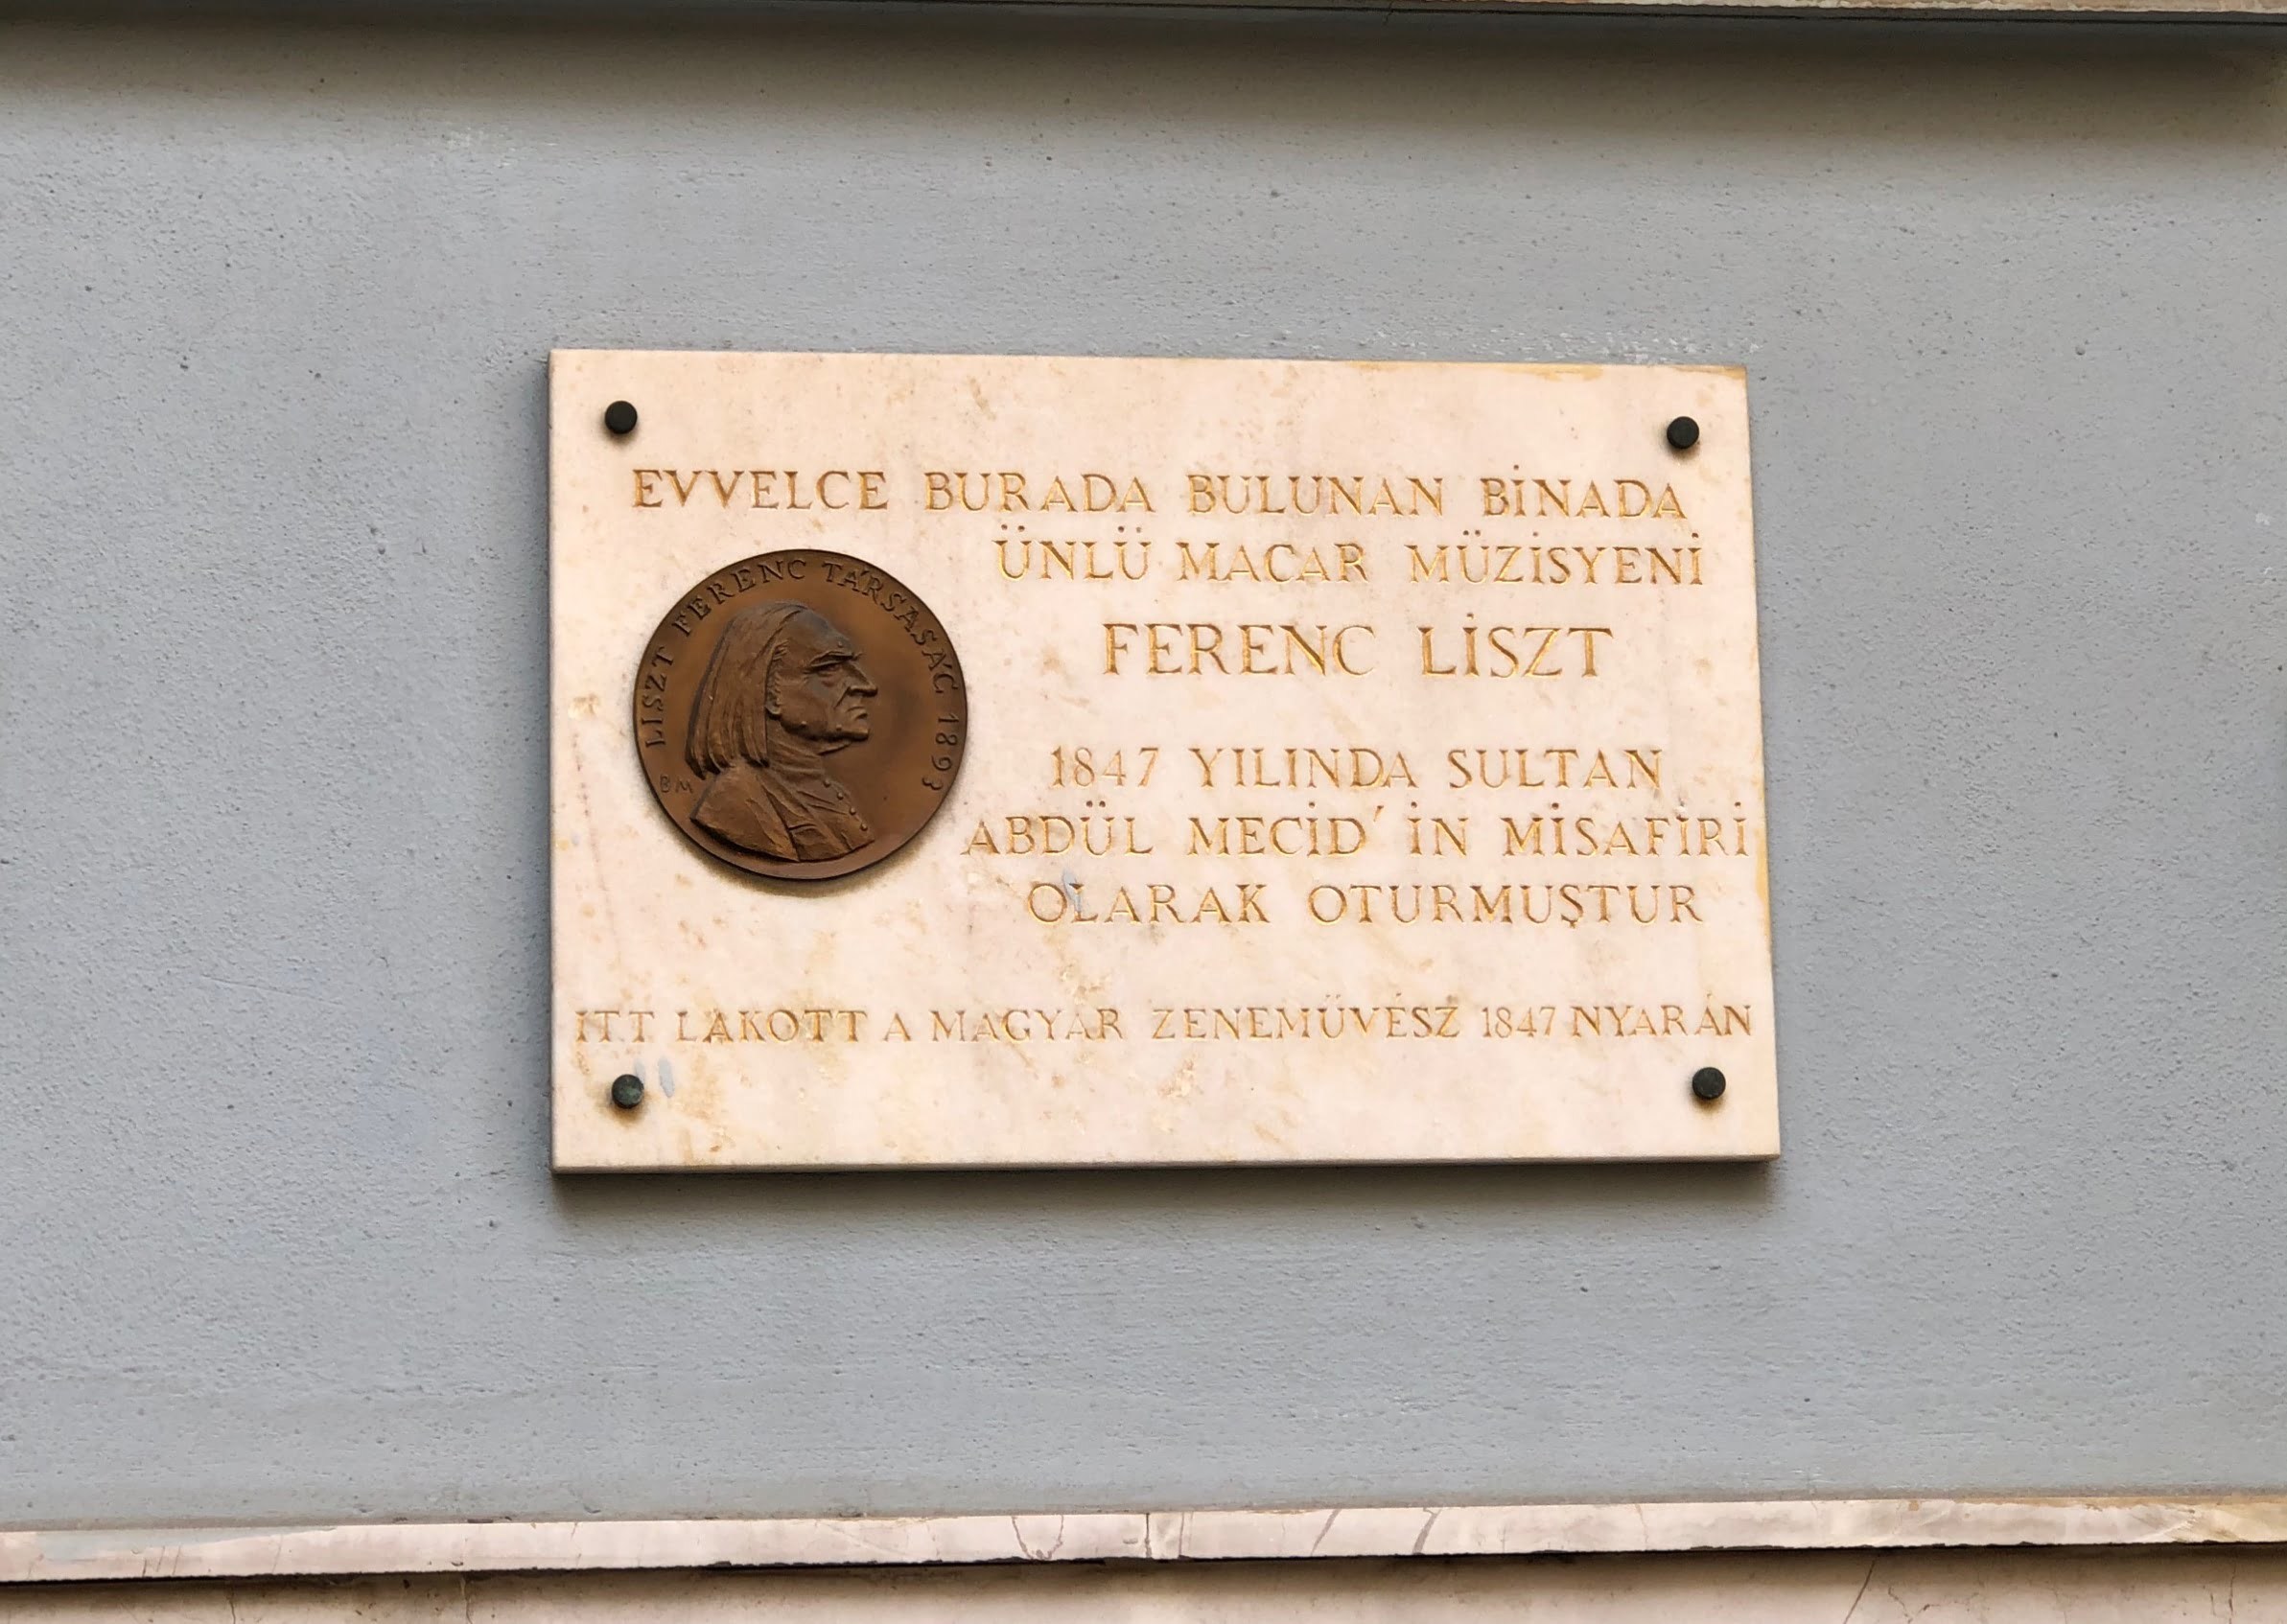 EVVELCE BURADA BULUNAN BİNADA
ÜNLÜ MACAR MÜZİSYENİ
FERENC LİSZT
1847 YILINDA SULTAN
ABDÜL MECİD'İN MİSAFİRİ
OLARAK OTURMUŞTUR
LISZT FERENC TÁRSASÁG 1893
BM
ITT LAKOTT A MAGYAR ZENEMŰVÉSZ 1847 NYARÁN